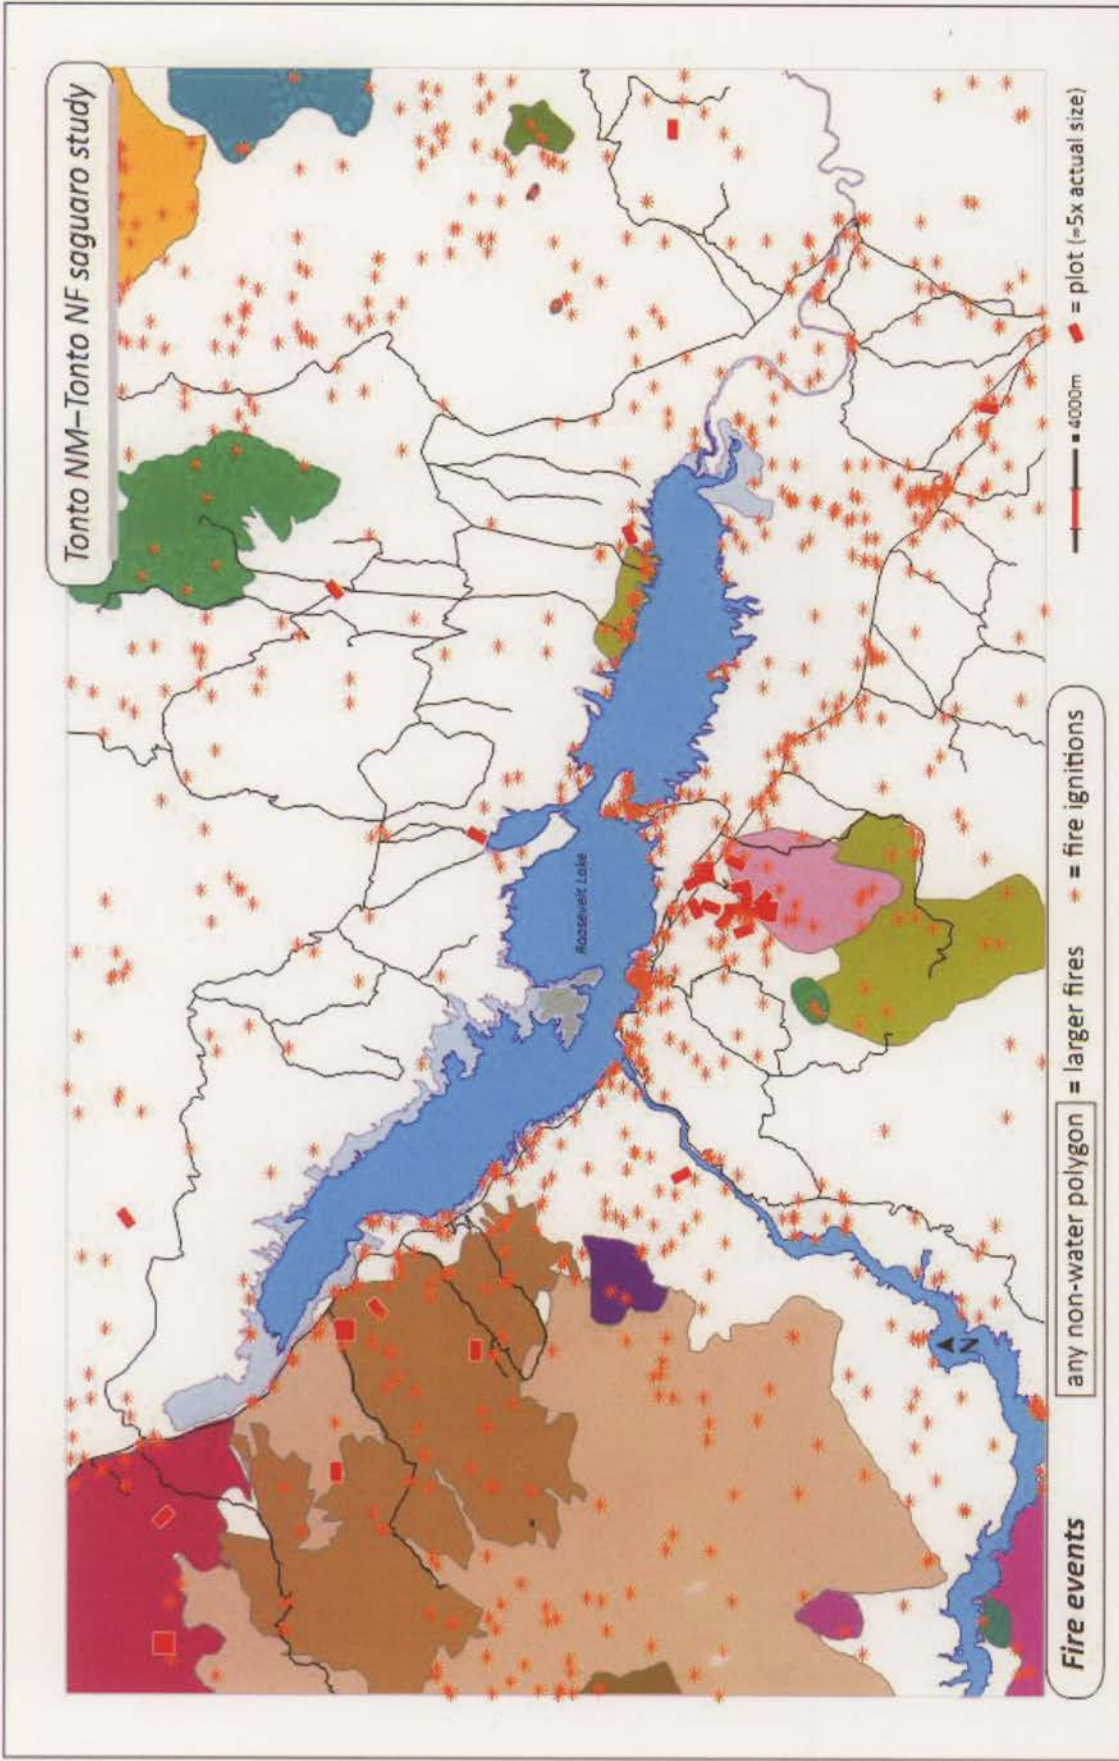 Tonto NM–Tonto NF saguaro study
Roosevelt Lake
N
Fire events
any non-water polygon = larger fires
* = fire ignitions
= 4000m
= plot (=5x actual size)